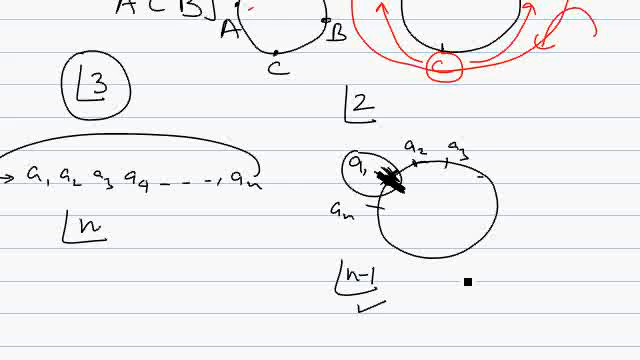 A C B
A B
C C
⌊3
⌊2
→ a₁ a₂ a₃ a₄ - - - -, aₙ
a₁ a₂ a₃
aₙ
⌊n
⌊n-1